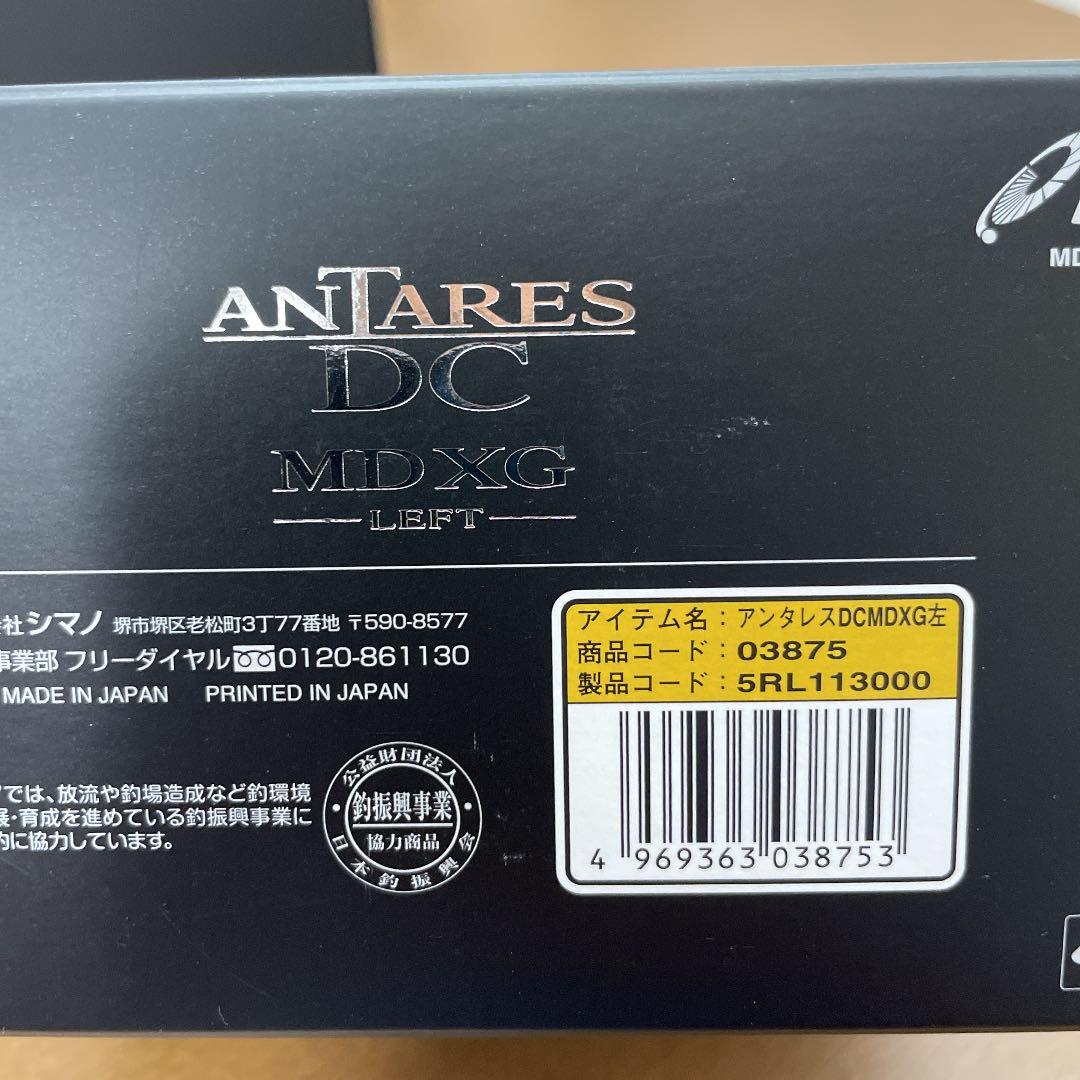 ANTARES
DC
MD XG
LEFT
MD
社シマノ 堺市堺区老松町3丁77番地 〒590-8577
事業部 フリーダイヤル 0120-861130
MADE IN JAPAN PRINTED IN JAPAN
では、放流や釣場造成など釣環境
展・育成を進めている釣振興事業に
的に協力しています。
公益財団法人
釣振興事業
協力商品
日本釣振興会
アイテム名：アンタレスDCMDXG左
商品コード：03875
製品コード：5RL113000
4 969363 038753